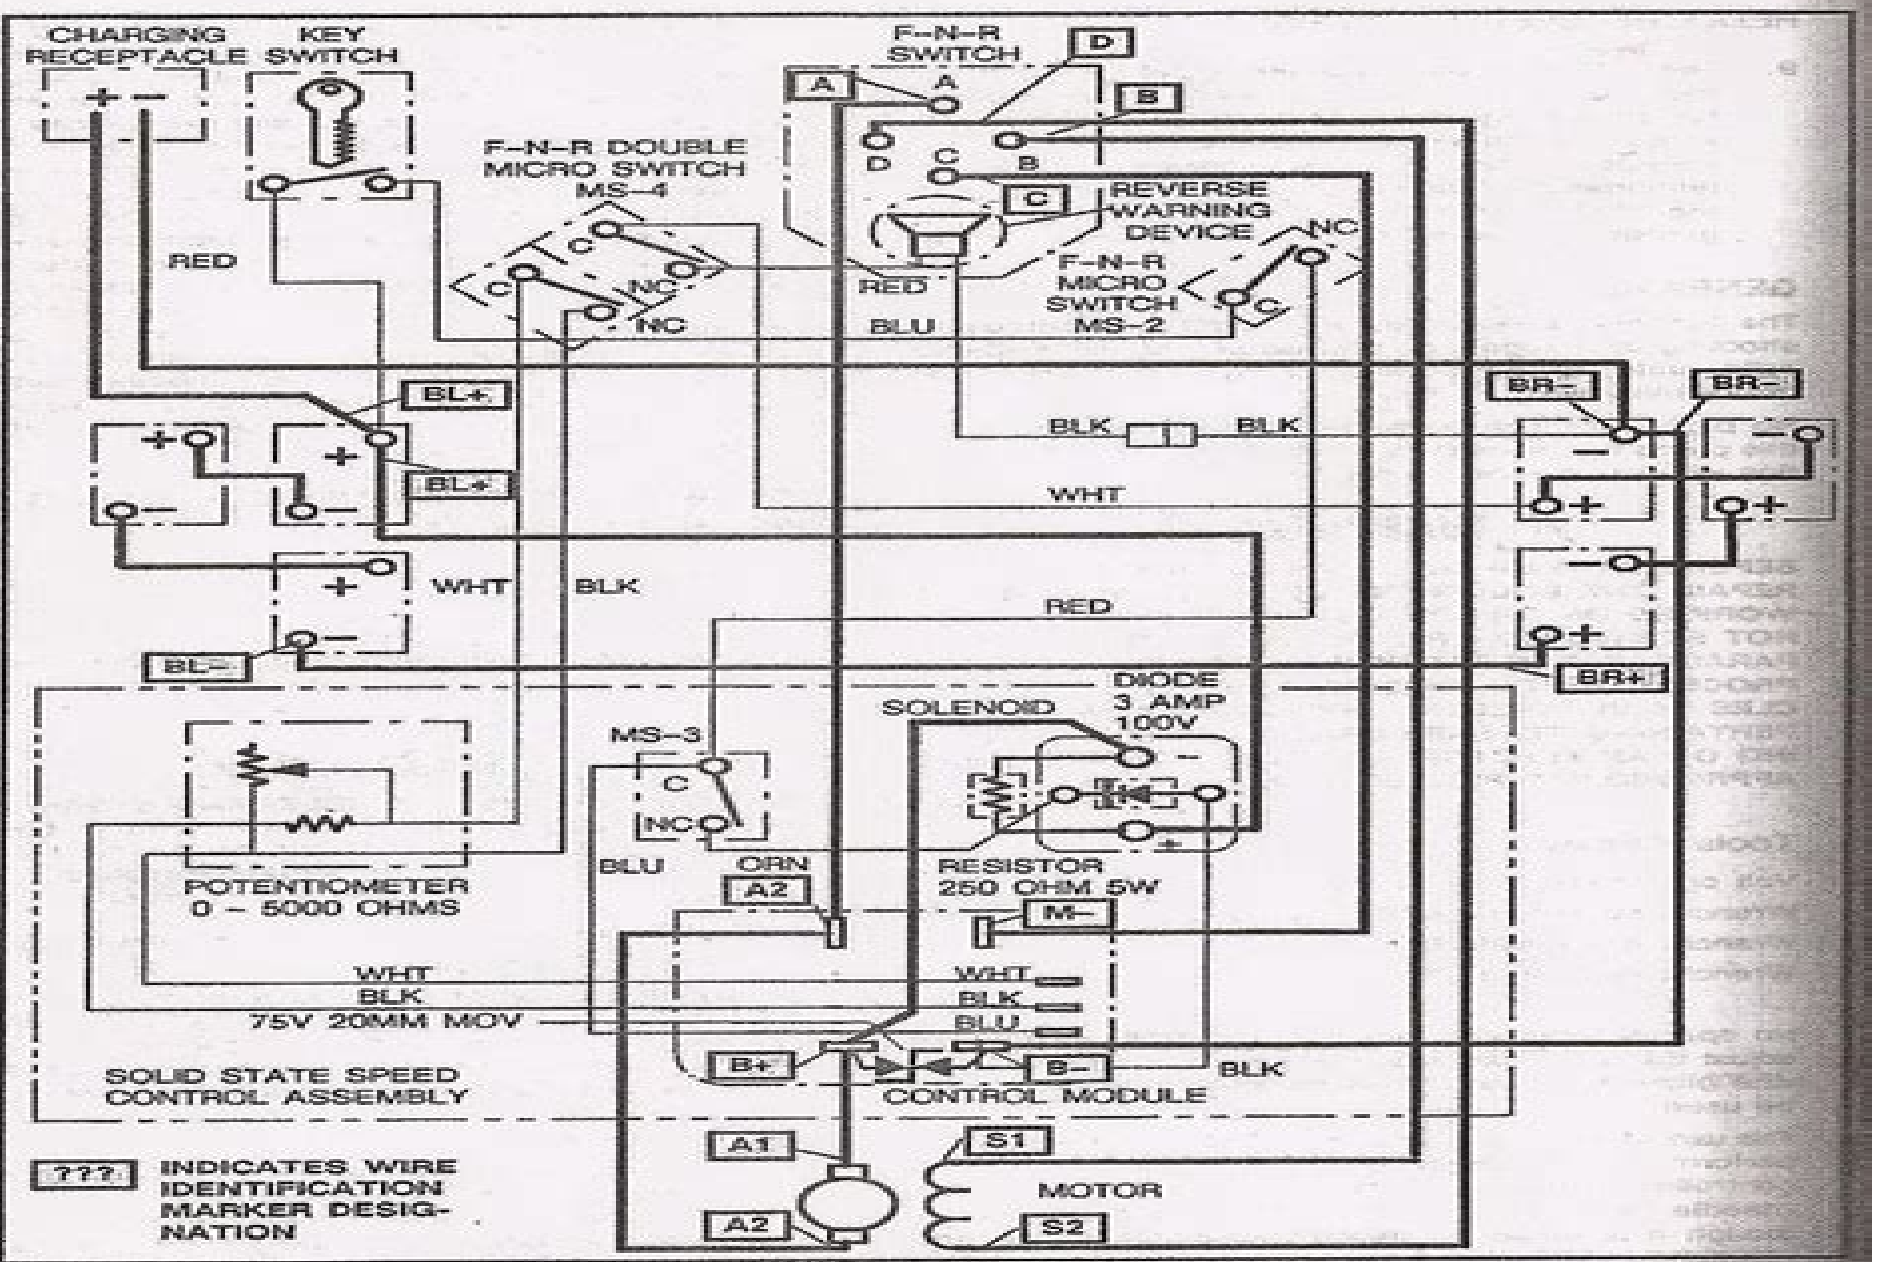 CHARGING
RECEPTACLE
KEY
SWITCH
+ −
F-N-R
SWITCH
D
A
A
B
D
C
B
C
F-N-R DOUBLE
MICRO SWITCH
MS-4
C
NC
C
NC
REVERSE
WARNING
DEVICE
NC
F-N-R
MICRO
SWITCH
MS-2
C
RED
RED
BLU
BL+
BR-
BR-
BLK
BLK
+
+
−
−
BL+
−
−
WHT
+
+
+
WHT
BLK
−
RED
−
+
BL-
BR+
DIODE
3 AMP
100V
SOLENOID
MS-3
C
NC
−
+
BLU
ORN
RESISTOR
250 OHM 5W
POTENTIOMETER
0 - 5000 OHMS
A2
M-
WHT
WHT
BLK
BLK
75V 20MM MOV
BLU
B+
B-
BLK
SOLID STATE SPEED
CONTROL ASSEMBLY
CONTROL MODULE
A1
S1
???
INDICATES WIRE
IDENTIFICATION
MARKER DESIG-
NATION
MOTOR
A2
S2